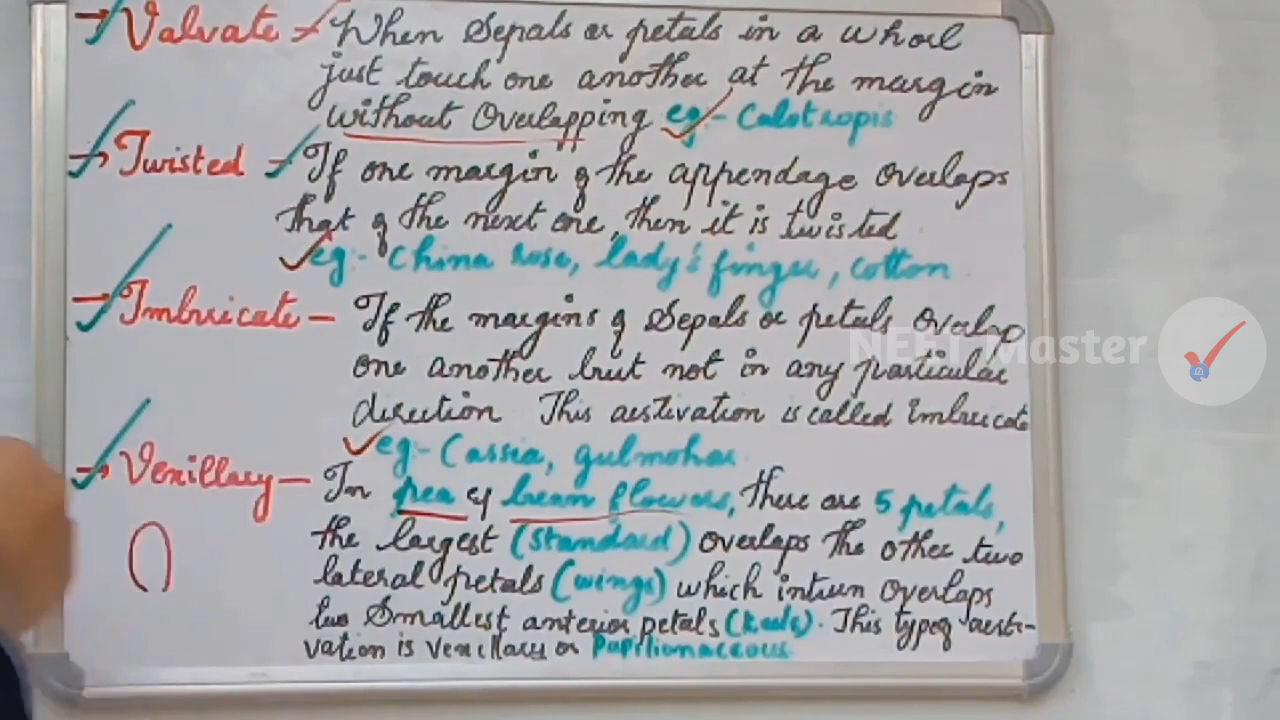 → Valvate - When Sepals or petals in a whorl
just touch one another at the margin
without Overlapping eg:- Calotropis
→ Twisted - If one margin of the appendage overlaps
that of the next one, then it is twisted
eg- China rose, lady's finger, cotton
→ Imbricate - If the margins of Sepals or petals overlap
one another but not in any particular
direction This aestivation is called imbricate
eg- Cassia, gulmohar
→ Vexillary - In pea & bean flowers, there are 5 petals,
the largest (standard) overlaps the other two
lateral petals (wings) which inturn overlaps
two Smallest anterior petals (keels). This type of aesti-
vation is vexillary or Papilionaceous
NEET Master